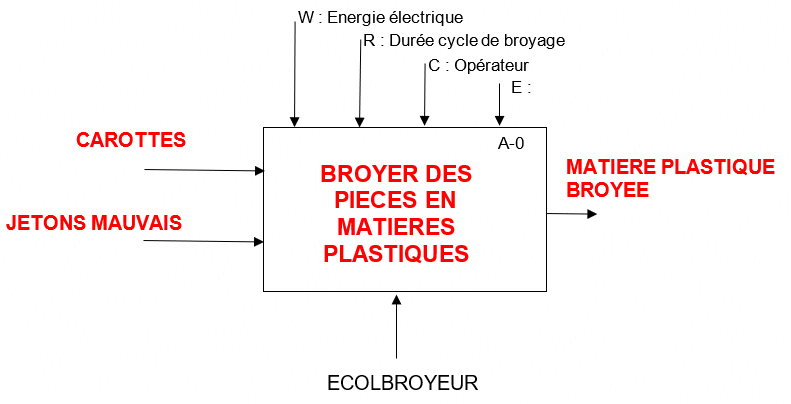 W : Energie électrique
R : Durée cycle de broyage
C : Opérateur
E :
A-0
CAROTTES
JETONS MAUVAIS
BROYER DES
PIECES EN
MATIERES
PLASTIQUES
MATIERE PLASTIQUE
BROYEE
ECOLBROYEUR